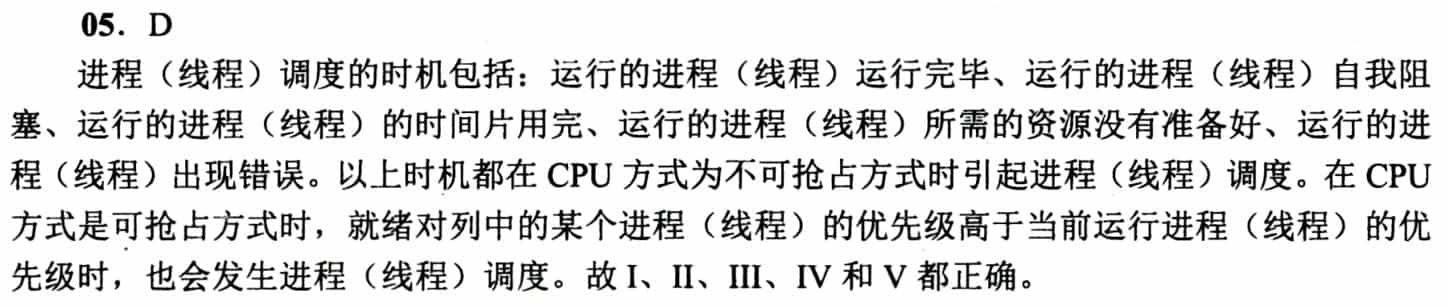 05. D
进程（线程）调度的时机包括：运行的进程（线程）运行完毕、运行的进程（线程）自我阻
塞、运行的进程（线程）的时间片用完、运行的进程（线程）所需的资源没有准备好、运行的进
程（线程）出现错误。以上时机都在 CPU 方式为不可抢占方式时引起进程（线程）调度。在 CPU
方式是可抢占方式时，就绪对列中的某个进程（线程）的优先级高于当前运行进程（线程）的优
先级时，也会发生进程（线程）调度。故 I、II、III、IV 和 V 都正确。